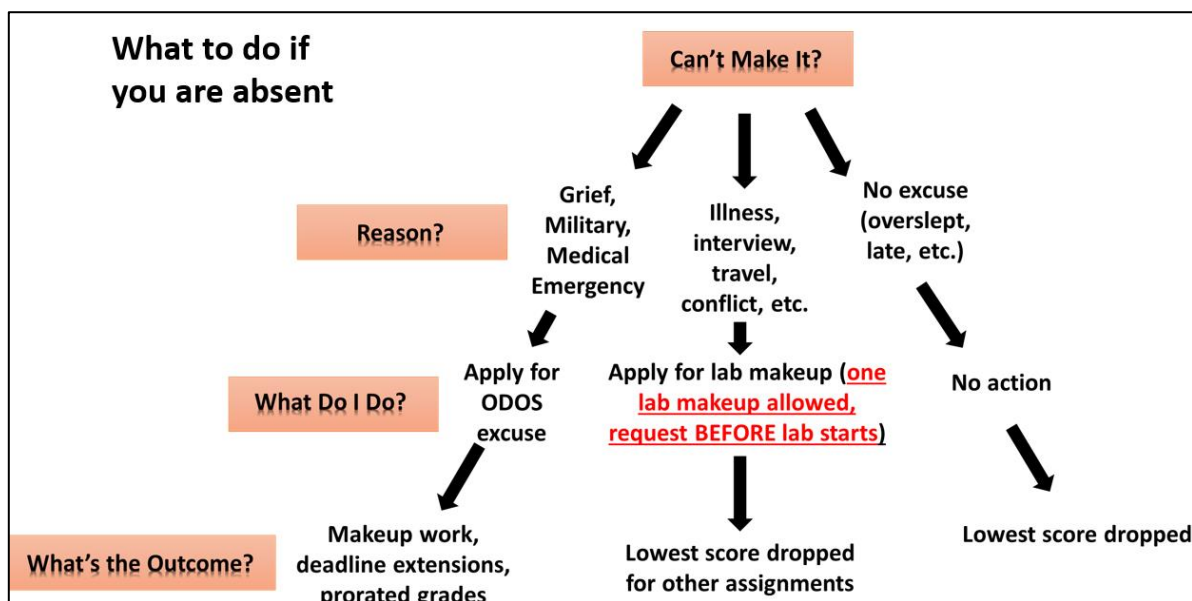 What to do if
you are absent
Can't Make It?
Reason?
Grief,
Military,
Medical
Emergency
Illness,
interview,
travel,
conflict, etc.
No excuse
(overslept,
late, etc.)
What Do I Do?
Apply for
ODOS
excuse
Apply for lab makeup (one
lab makeup allowed,
request BEFORE lab starts)
No action
What's the Outcome?
Makeup work,
deadline extensions,
prorated grades
Lowest score dropped
for other assignments
Lowest score dropped